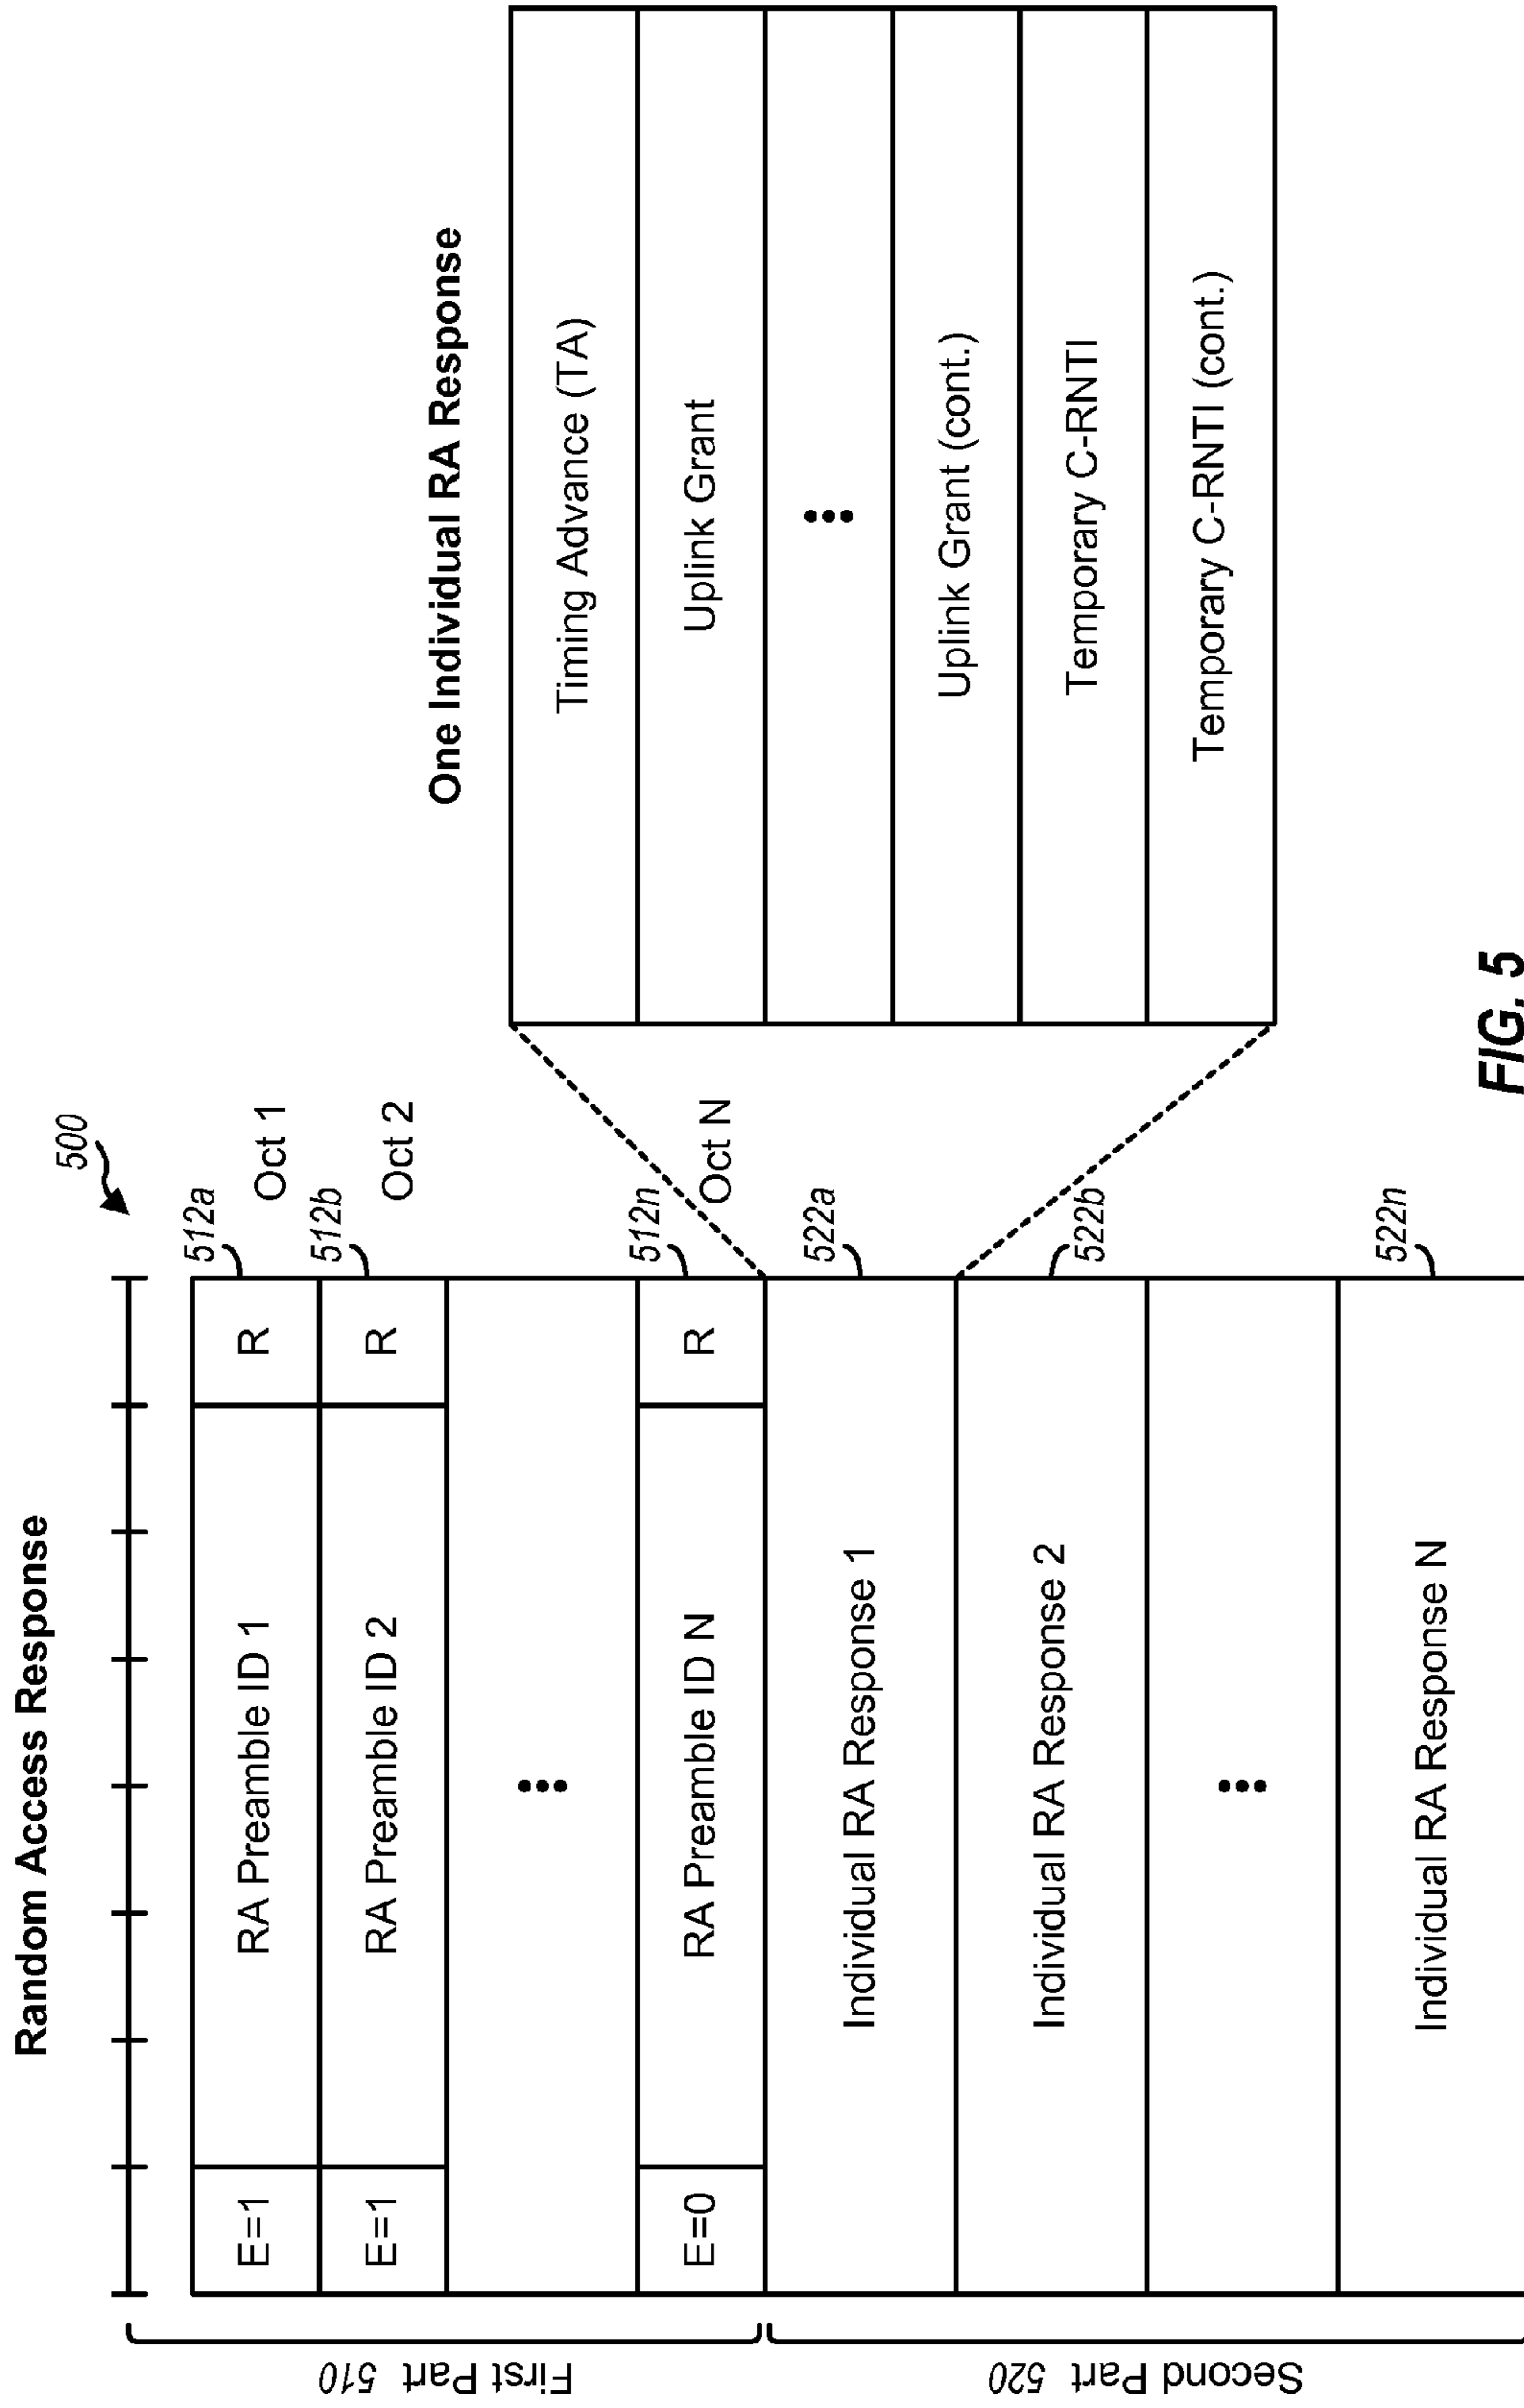 Random Access Response
500
First Part 510
E=1
RA Preamble ID 1
R
512a
Oct 1
E=1
RA Preamble ID 2
R
512b
Oct 2
•••
E=0
RA Preamble ID N
R
512n
Oct N
Second Part 520
Individual RA Response 1
522a
Individual RA Response 2
522b
•••
Individual RA Response N
522n
One Individual RA Response
Timing Advance (TA)
Uplink Grant
•••
Uplink Grant (cont.)
Temporary C-RNTI
Temporary C-RNTI (cont.)
FIG. 5